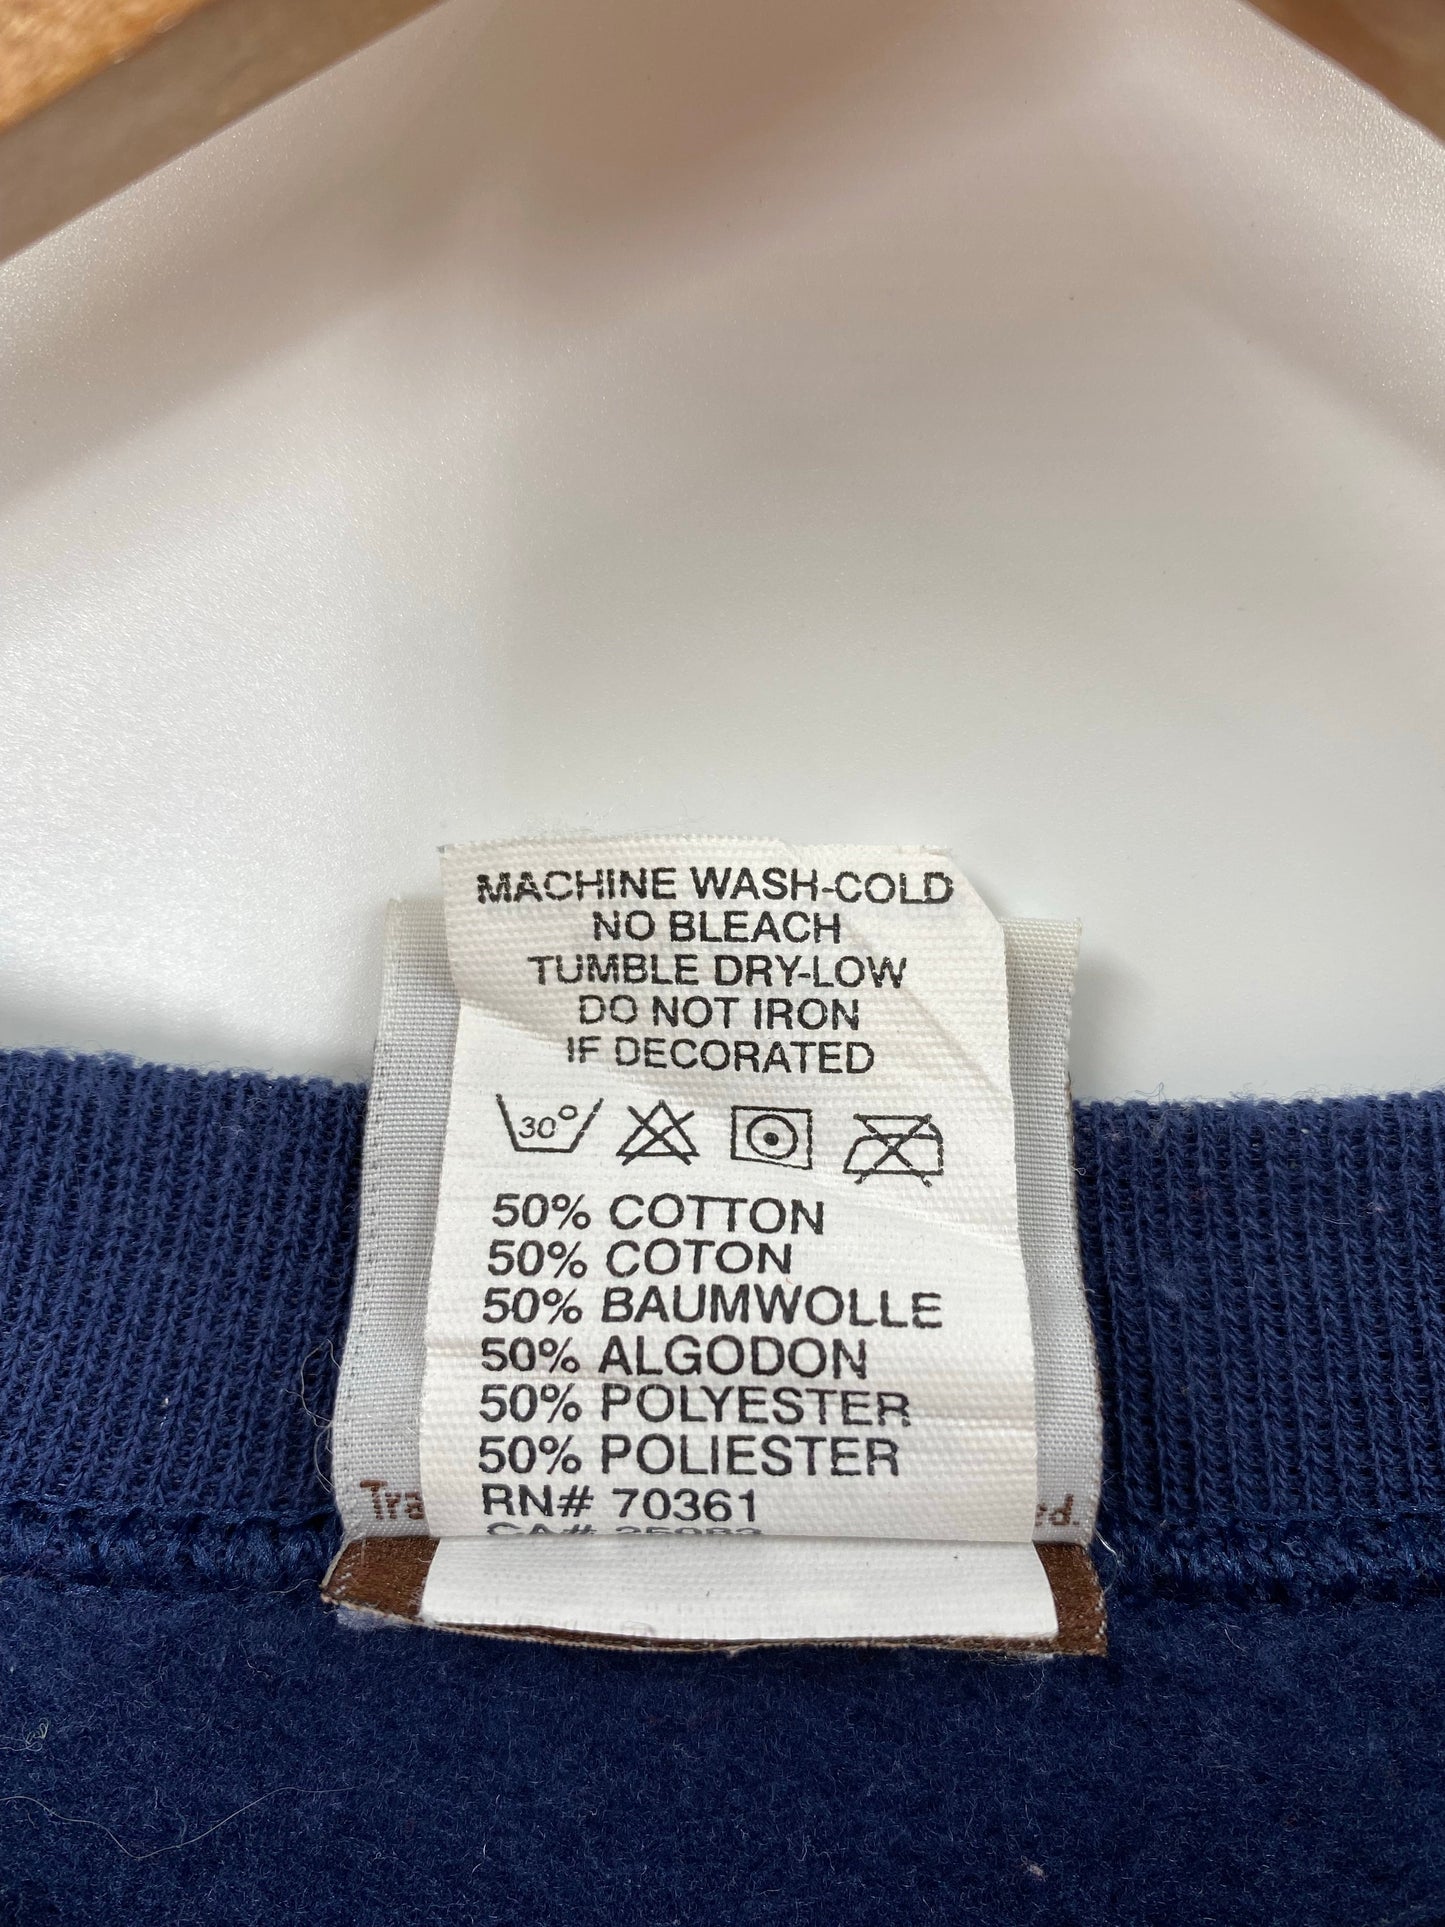 MACHINE WASH-COLD
NO BLEACH
TUMBLE DRY-LOW
DO NOT IRON
IF DECORATED
30°
50% COTTON
50% COTON
50% BAUMWOLLE
50% ALGODON
50% POLYESTER
50% POLIESTER
RN# 70361
CA#